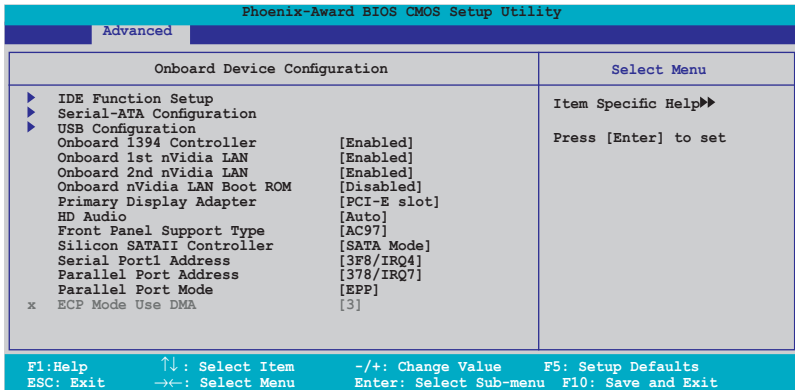 Phoenix-Award BIOS CMOS Setup Utility
Advanced
Onboard Device Configuration
Select Menu
IDE Function Setup
Serial-ATA Configuration
USB Configuration
Onboard 1394 Controller [Enabled]
Onboard 1st nVidia LAN [Enabled]
Onboard 2nd nVidia LAN [Enabled]
Onboard nVidia LAN Boot ROM [Disabled]
Primary Display Adapter [PCI-E slot]
HD Audio [Auto]
Front Panel Support Type [AC97]
Silicon SATAII Controller [SATA Mode]
Serial Port1 Address [3F8/IRQ4]
Parallel Port Address [378/IRQ7]
Parallel Port Mode [EPP]
x ECP Mode Use DMA [3]
Item Specific Help▶▶
Press [Enter] to set
F1:Help ↑↓: Select Item -/+: Change Value F5: Setup Defaults
ESC: Exit →←: Select Menu Enter: Select Sub-menu F10: Save and Exit